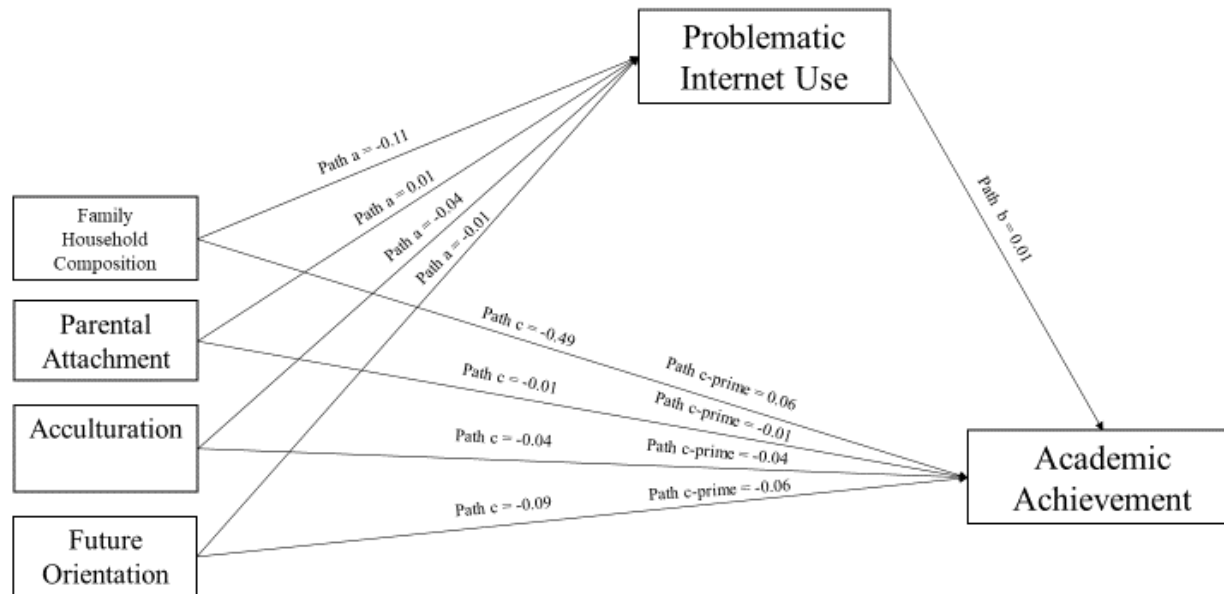 Problematic
Internet Use
Path a = -0.11
Path a = 0.01
Path a = -0.04
Path a = -0.01
Path b = 0.01
Family
Household
Composition
Parental
Attachment
Acculturation
Future
Orientation
Path c = -0.49
Path c-prime = 0.06
Path c = -0.01
Path c-prime = -0.01
Path c = -0.04
Path c-prime = -0.04
Path c = -0.09
Path c-prime = -0.06
Academic
Achievement